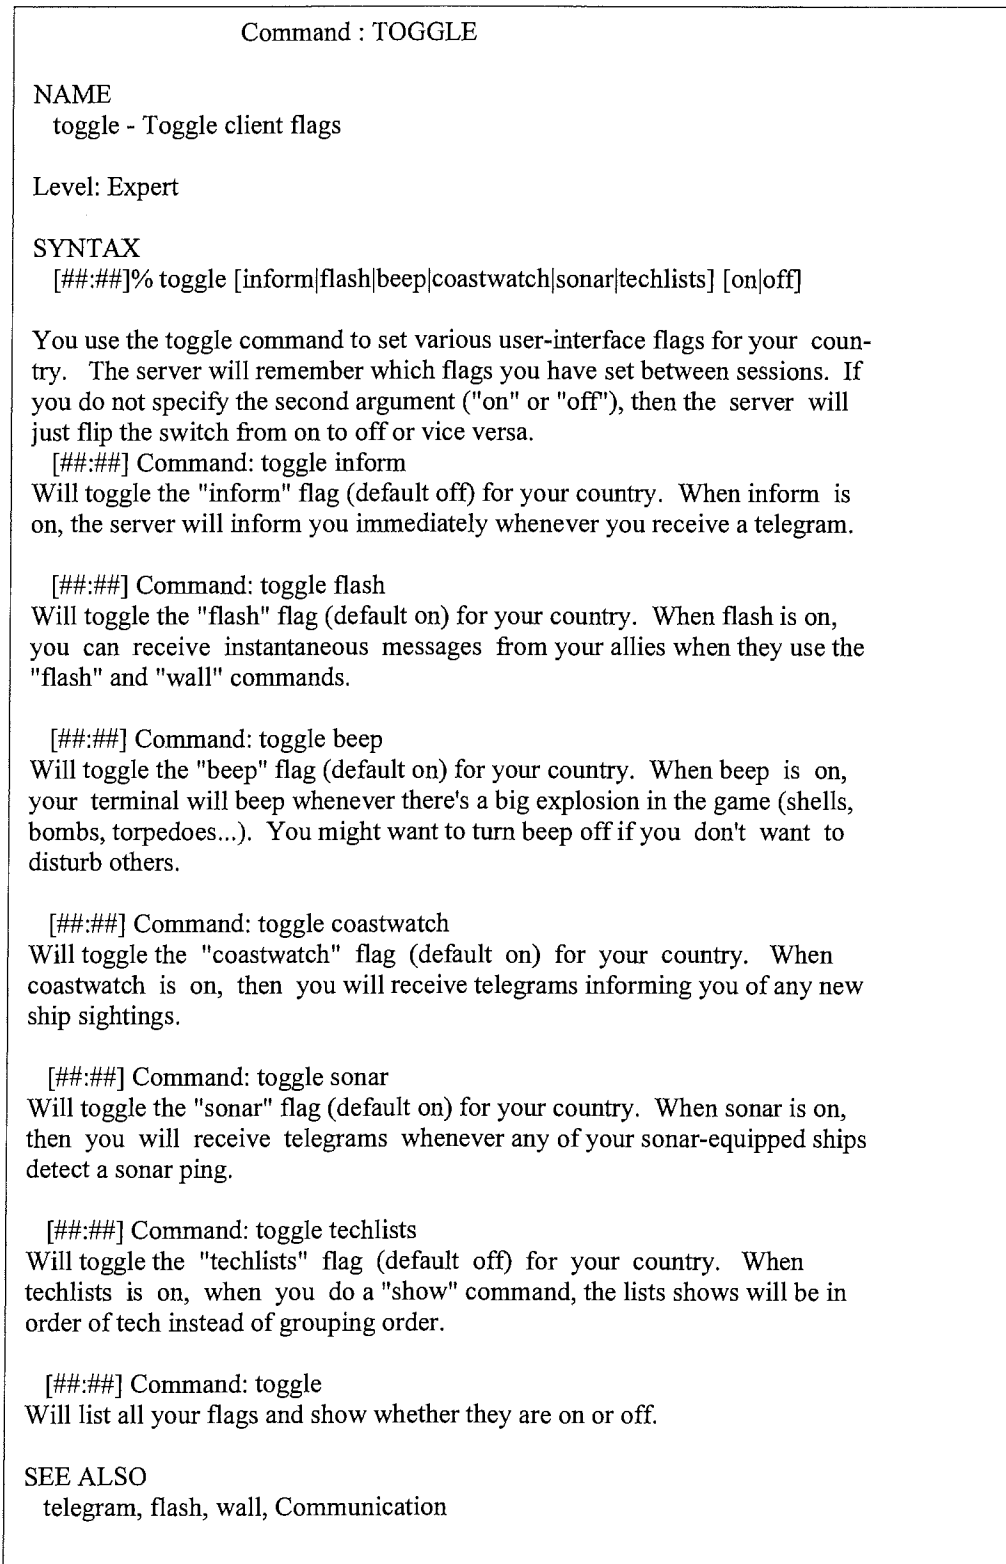 Command : TOGGLE
NAME
toggle - Toggle client flags
Level: Expert
SYNTAX
[##:##]% toggle [inform|flash|beep|coastwatch|sonar|techlists] [on|off]
You use the toggle command to set various user-interface flags for your coun-
try. The server will remember which flags you have set between sessions. If
you do not specify the second argument ("on" or "off"), then the server will
just flip the switch from on to off or vice versa.
[##:##] Command: toggle inform
Will toggle the "inform" flag (default off) for your country. When inform is
on, the server will inform you immediately whenever you receive a telegram.
[##:##] Command: toggle flash
Will toggle the "flash" flag (default on) for your country. When flash is on,
you can receive instantaneous messages from your allies when they use the
"flash" and "wall" commands.
[##:##] Command: toggle beep
Will toggle the "beep" flag (default on) for your country. When beep is on,
your terminal will beep whenever there's a big explosion in the game (shells,
bombs, torpedoes...). You might want to turn beep off if you don't want to
disturb others.
[##:##] Command: toggle coastwatch
Will toggle the "coastwatch" flag (default on) for your country. When
coastwatch is on, then you will receive telegrams informing you of any new
ship sightings.
[##:##] Command: toggle sonar
Will toggle the "sonar" flag (default on) for your country. When sonar is on,
then you will receive telegrams whenever any of your sonar-equipped ships
detect a sonar ping.
[##:##] Command: toggle techlists
Will toggle the "techlists" flag (default off) for your country. When
techlists is on, when you do a "show" command, the lists shows will be in
order of tech instead of grouping order.
[##:##] Command: toggle
Will list all your flags and show whether they are on or off.
SEE ALSO
telegram, flash, wall, Communication